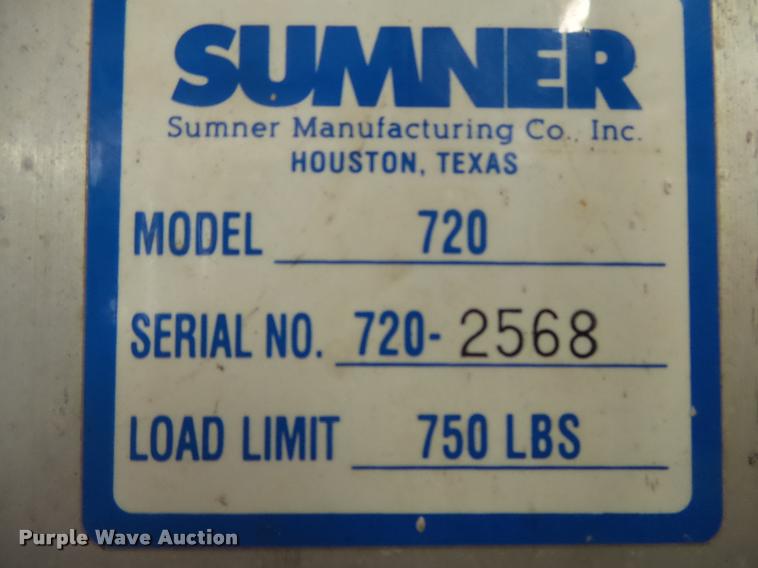 SUMNER
Sumner Manufacturing Co., Inc.
HOUSTON, TEXAS
MODEL 720
SERIAL NO. 720- 2568
LOAD LIMIT 750 LBS
Purple Wave Auction